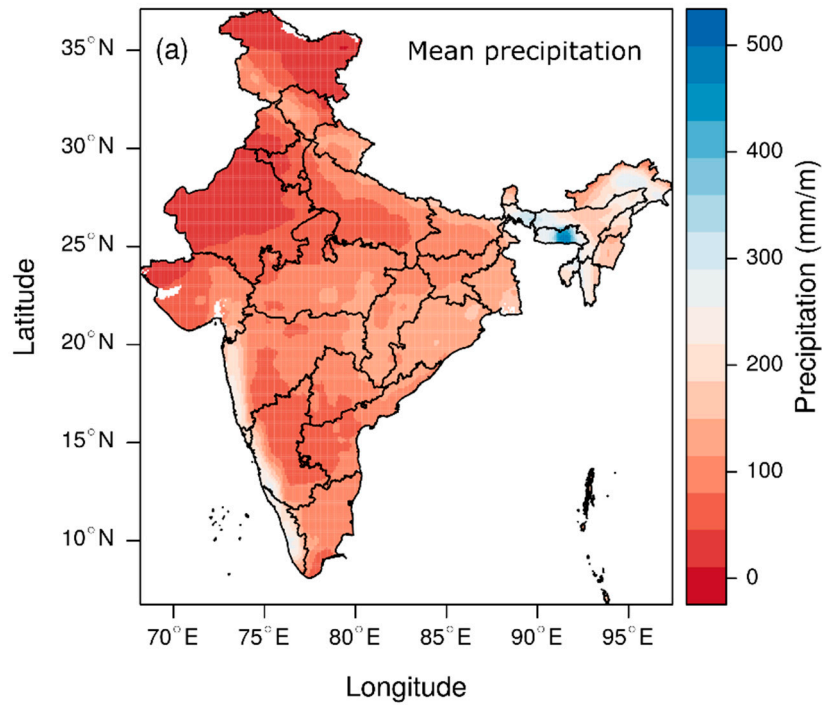 (a) Mean precipitation
35°N
30°N
25°N
20°N
15°N
10°N
Latitude
70°E 75°E 80°E 85°E 90°E 95°E
Longitude
500
400
300
200
100
0
Precipitation (mm/m)